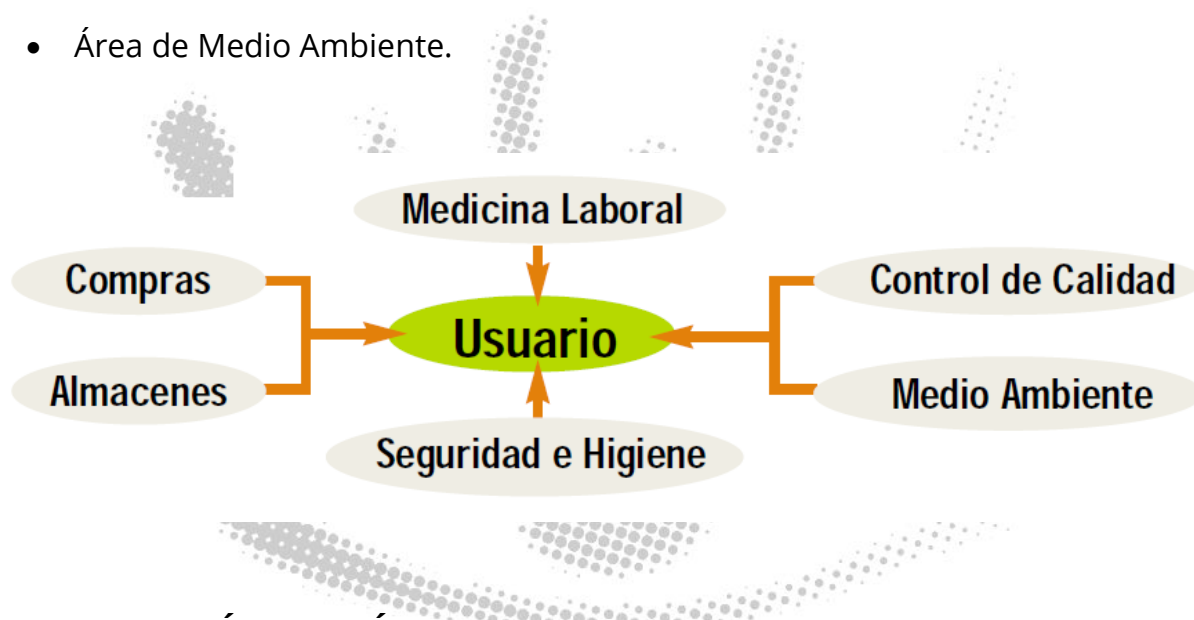 • Área de Medio Ambiente.
Medicina Laboral
Compras
Control de Calidad
Usuario
Almacenes
Medio Ambiente
Seguridad e Higiene